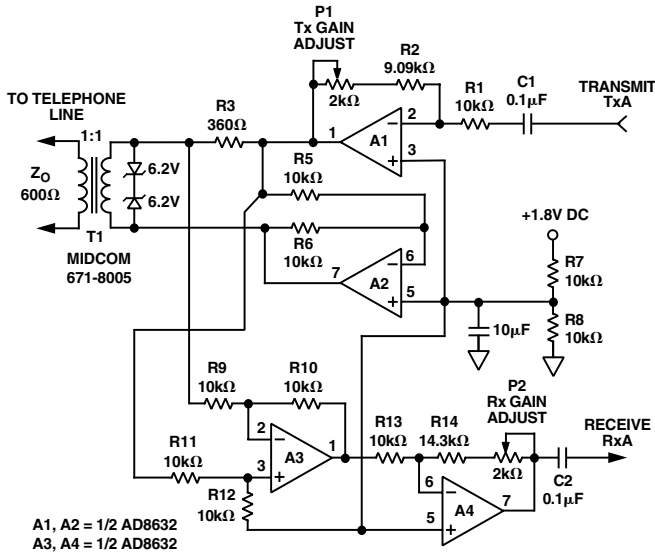 P1
Tx GAIN
ADJUST
R2
9.09kΩ
2kΩ
R1
10kΩ
C1
0.1μF
TRANSMIT
TxA
TO TELEPHONE
LINE
1:1
R3
360Ω
1
A1
2
3
6.2V
6.2V
ZO
600Ω
T1
MIDCOM
671-8005
R5
10kΩ
R6
10kΩ
7
A2
6
5
+1.8V DC
R7
10kΩ
R8
10kΩ
10μF
R9
10kΩ
R10
10kΩ
2
3
A3
1
R11
10kΩ
R12
10kΩ
R13
10kΩ
R14
14.3kΩ
P2
Rx GAIN
ADJUST
2kΩ
6
5
A4
7
C2
0.1μF
RECEIVE
RxA
A1, A2 = 1/2 AD8632
A3, A4 = 1/2 AD8632